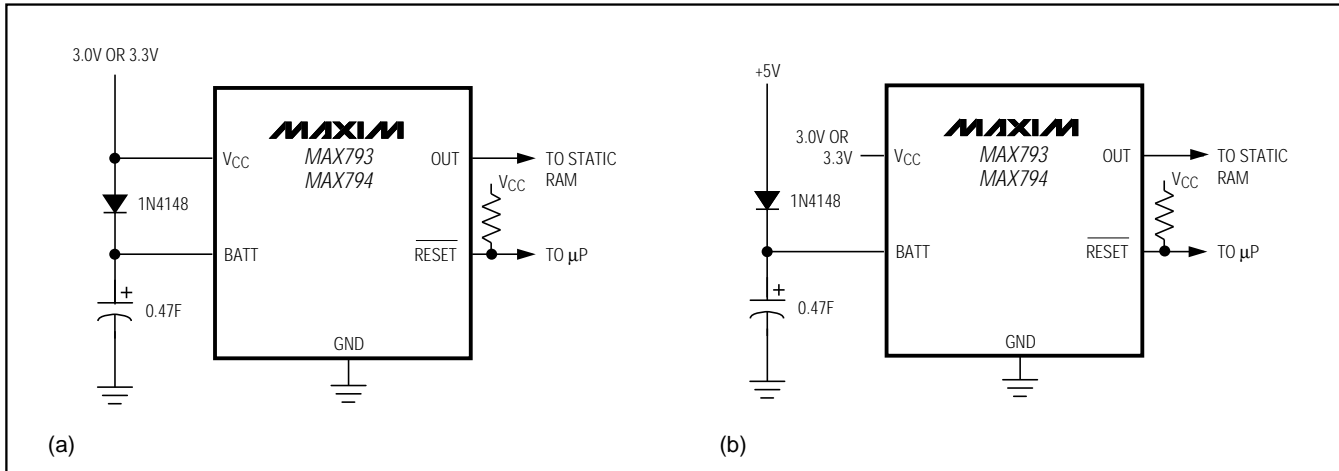 3.0V OR 3.3V
VCC
1N4148
BATT
+
0.47F
MAXIM
MAX793
MAX794
OUT
TO STATIC
RAM
VCC
RESET
TO μP
GND
(a)
+5V
3.0V OR
3.3V
VCC
1N4148
BATT
+
0.47F
MAXIM
MAX793
MAX794
OUT
TO STATIC
RAM
VCC
RESET
TO μP
GND
(b)